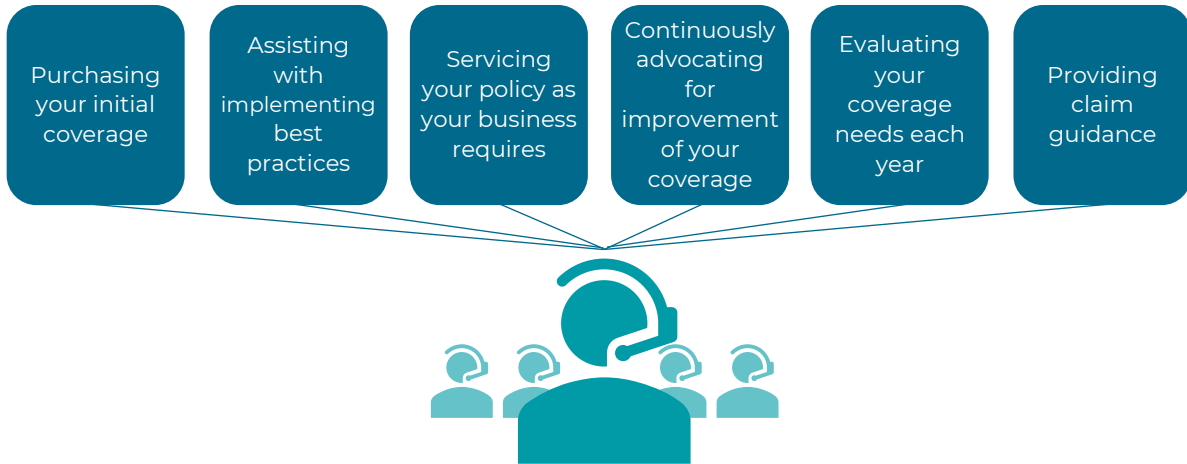 Purchasing
your initial
coverage
Assisting
with
implementing
best
practices
Servicing
your policy as
your business
requires
Continuously
advocating
for
improvement
of your
coverage
Evaluating
your
coverage
needs each
year
Providing
claim
guidance